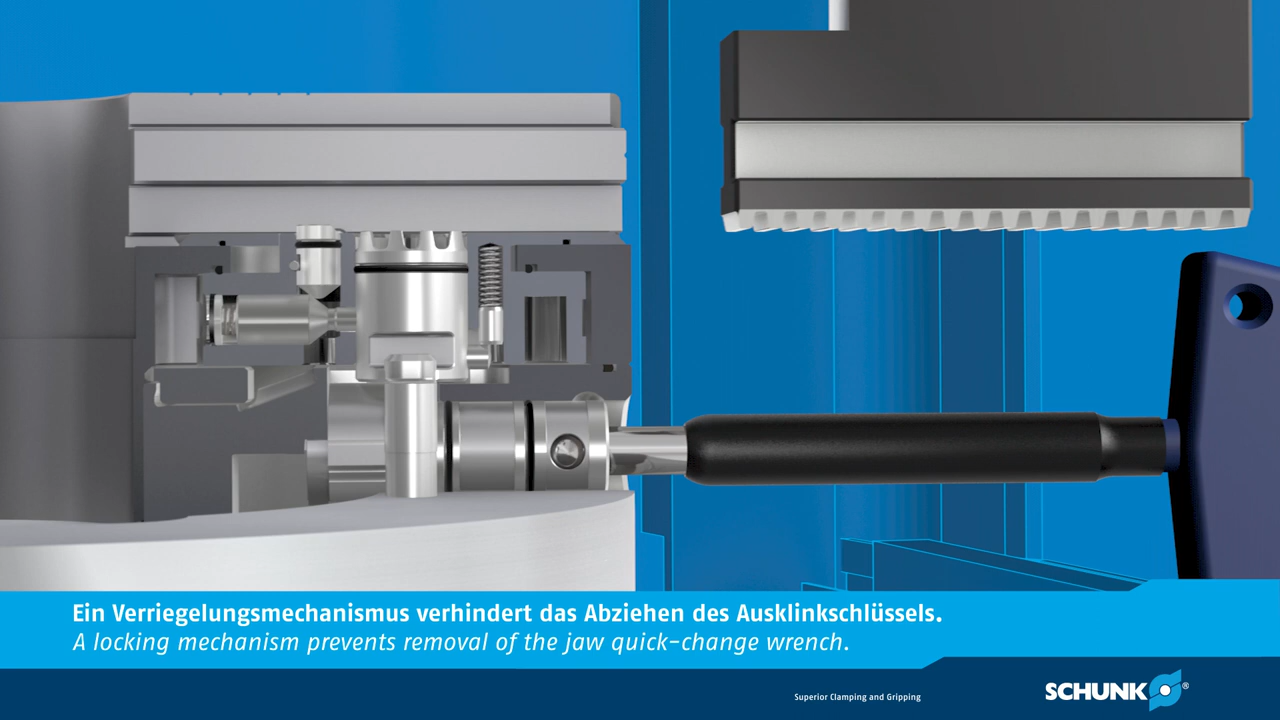 Ein Verriegelungsmechanismus verhindert das Abziehen des Ausklinkschlüssels.
A locking mechanism prevents removal of the jaw quick-change wrench.
Superior Clamping and Gripping
SCHUNK ®